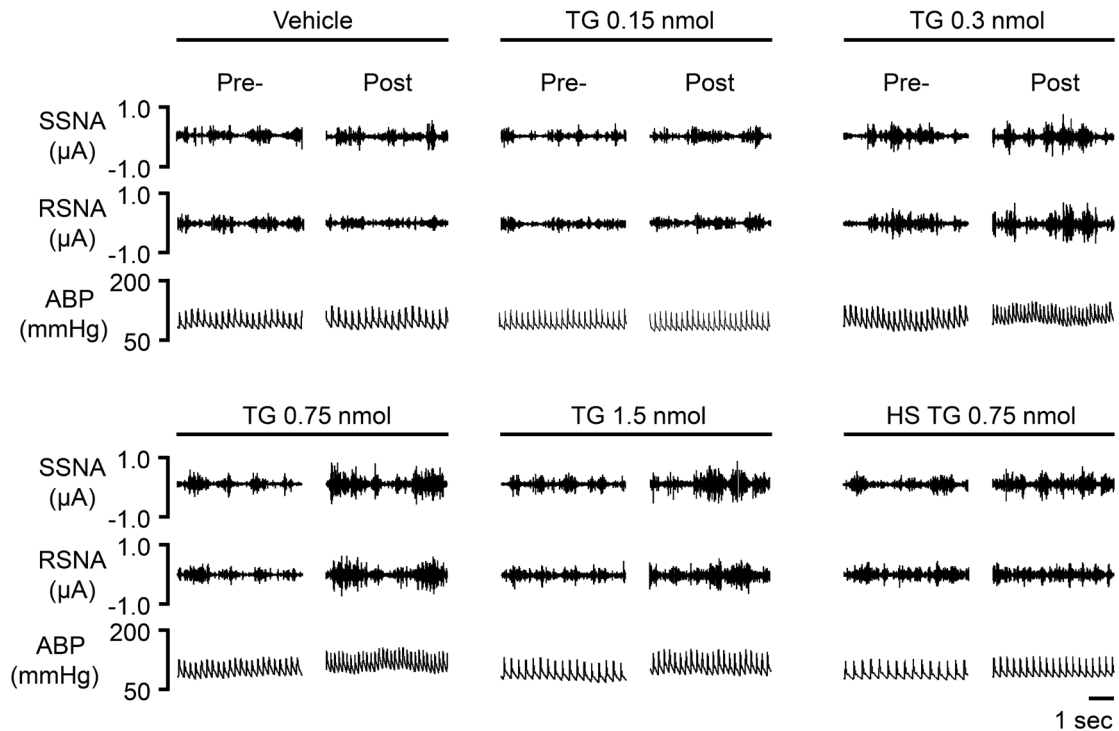 Vehicle TG 0.15 nmol TG 0.3 nmol
Pre- Post Pre- Post Pre- Post
SSNA (µA) 1.0 -1.0
RSNA (µA) 1.0 -1.0
ABP (mmHg) 200 50
TG 0.75 nmol TG 1.5 nmol HS TG 0.75 nmol
SSNA (µA) 1.0 -1.0
RSNA (µA) 1.0 -1.0
ABP (mmHg) 200 50
1 sec